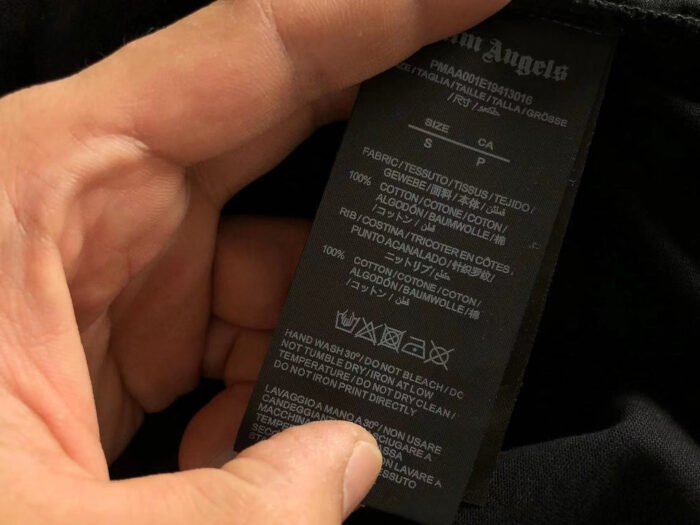 Angels
PMAA001E19413016
/TAGLIA/TAILLE/TALLA/GRÖSSE
/尺寸/مقاس
SIZE CA
S P
FABRIC/TESSUTO/TISSUS/TEJIDO/
GEWEBE/面料/本体/قماش
100% COTTON/COTONE/COTON/
ALGODÓN/BAUMWOLLE/棉
/コットン/قطن
RIB/COSTINA/TRICOTER EN CÔTES,
PUNTO ACANALADO/针织罗纹/
ニットリブ/ضلع
100% COTTON/COTONE/COTON/
ALGODÓN/BAUMWOLLE/棉
/コットン/قطن
HAND WASH 30°/DO NOT BLEACH/DO
NOT TUMBLE DRY/IRON AT LOW
TEMPERATURE/DO NOT DRY CLEAN/
DO NOT IRON PRINT DIRECTLY
LAVAGGIO A MANO A 30°/NON USARE